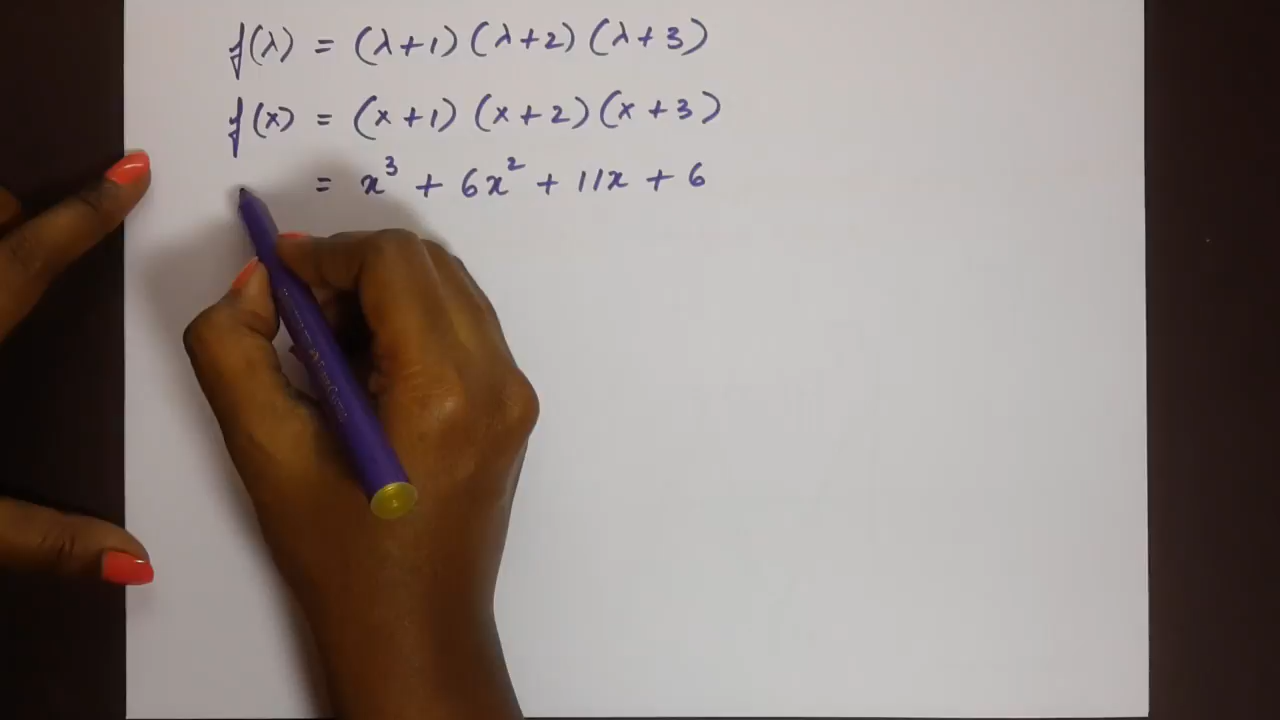 f(λ) = (λ+1)(λ+2)(λ+3)
f(x) = (x+1)(x+2)(x+3)
= x³ + 6x² + 11x + 6